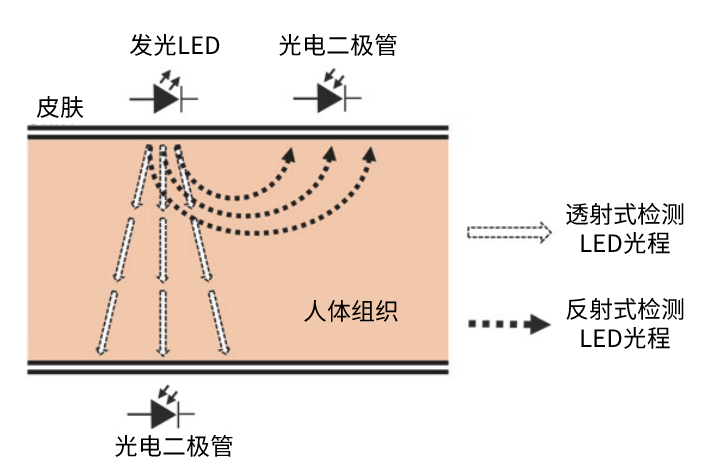 发光LED
光电二极管
皮肤
透射式检测
LED光程
人体组织
反射式检测
LED光程
光电二极管